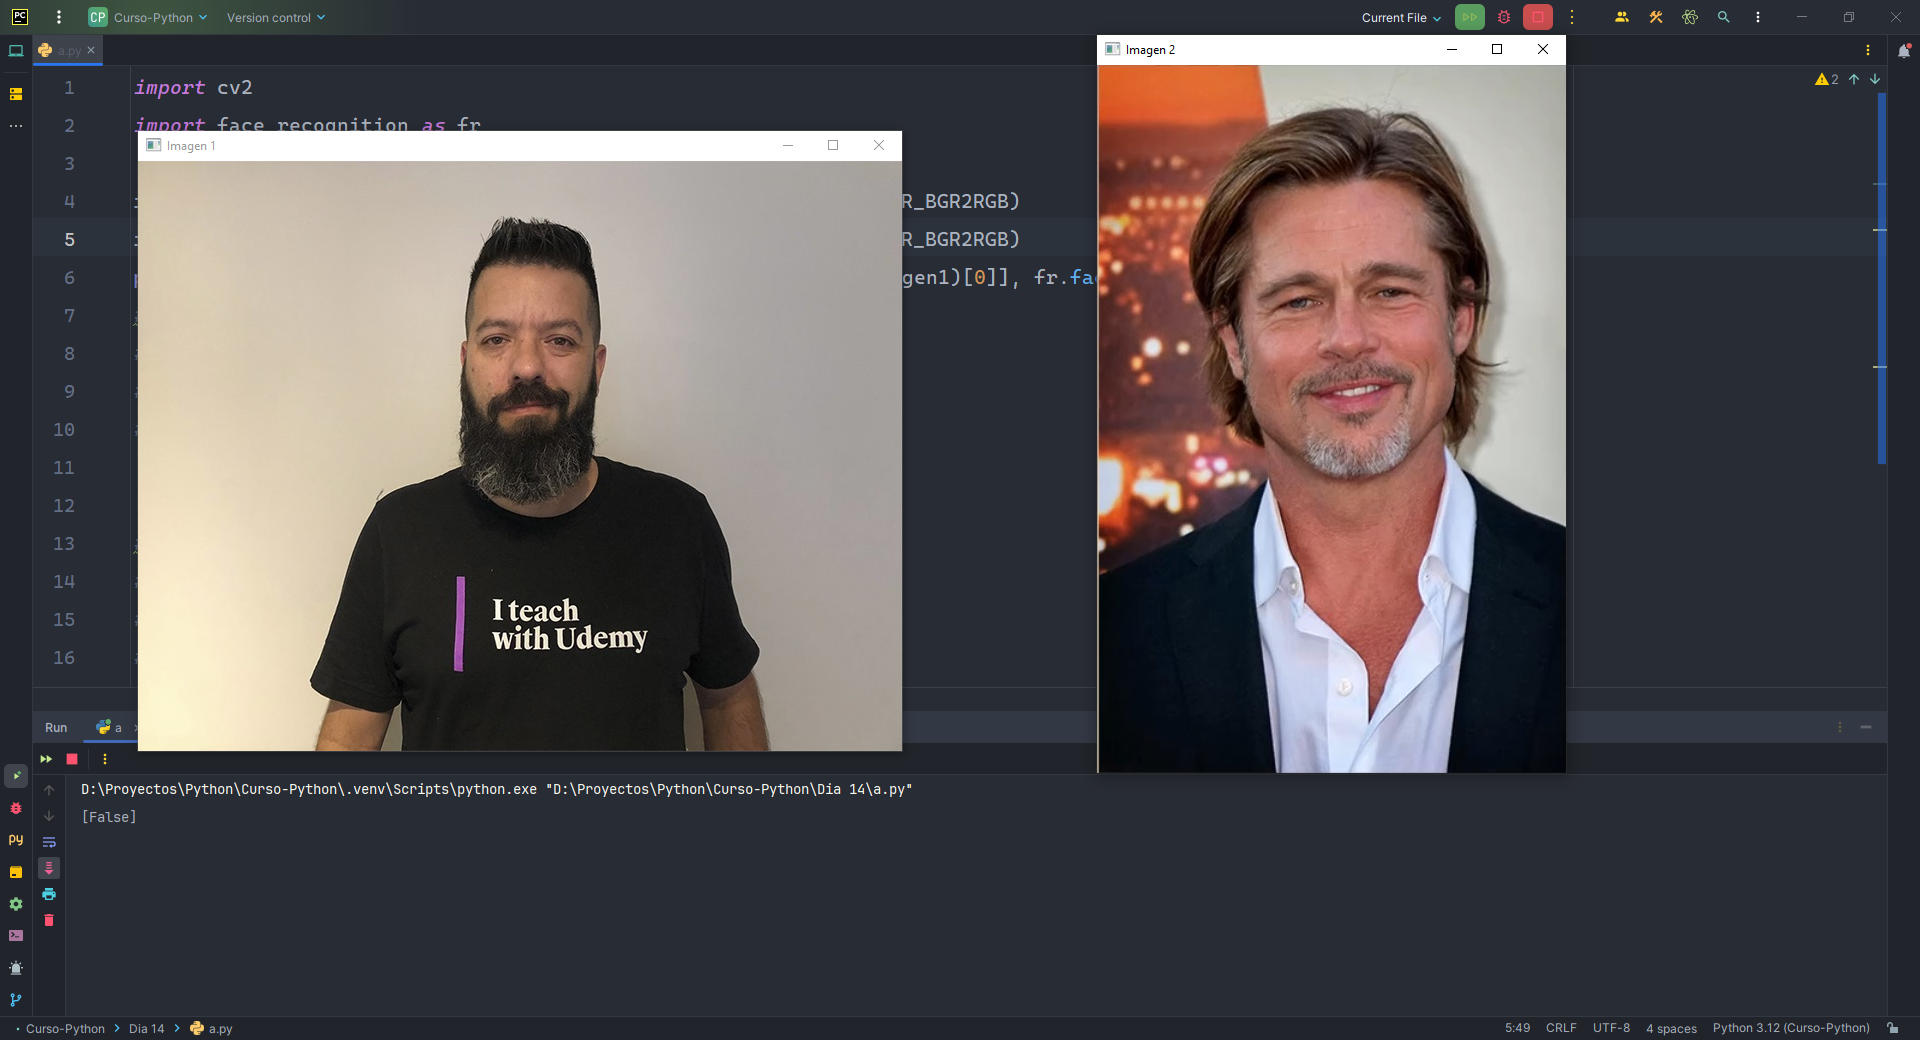 PC
CP Curso-Python Version control Current File
a.py
Imagen 2
1 import cv2
2
2 import face_recognition as fr
Imagen 1
3
4 R_BGR2RGB)
5 R_BGR2RGB)
6 gen1)[0]], fr.fa
7
8
9
10
11
12
13
14
15
16
I teach
with Udemy
Run a
D:\Proyectos\Python\Curso-Python\.venv\Scripts\python.exe "D:\Proyectos\Python\Curso-Python\Dia 14\a.py"
[False]
py
Curso-Python Dia 14 a.py 5:49 CRLF UTF-8 4 spaces Python 3.12 (Curso-Python)